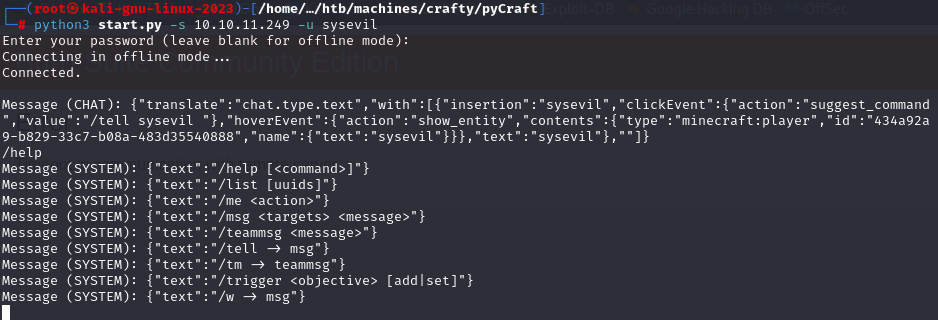 ┌──(root㉿kali-gnu-linux-2023)-[/home/…/htb/machines/crafty/pyCraft]
└─# python3 start.py -s 10.10.11.249 -u sysevil
Enter your password (leave blank for offline mode):
Connecting in offline mode...
Connected.
Message (CHAT): {"translate":"chat.type.text","with":[{"insertion":"sysevil","clickEvent":{"action":"suggest_command
","value":"/tell sysevil "},"hoverEvent":{"action":"show_entity","contents":{"type":"minecraft:player","id":"434a92a
9-b829-33c7-b08a-483d35540888","name":{"text":"sysevil"}}},"text":"sysevil"},""]}
/help
Message (SYSTEM): {"text":"/help [<command>]"}
Message (SYSTEM): {"text":"/list [uuids]"}
Message (SYSTEM): {"text":"/me <action>"}
Message (SYSTEM): {"text":"/msg <targets> <message>"}
Message (SYSTEM): {"text":"/teammsg <message>"}
Message (SYSTEM): {"text":"/tell -> msg"}
Message (SYSTEM): {"text":"/tm -> teammsg"}
Message (SYSTEM): {"text":"/trigger <objective> [add|set]"}
Message (SYSTEM): {"text":"/w -> msg"}